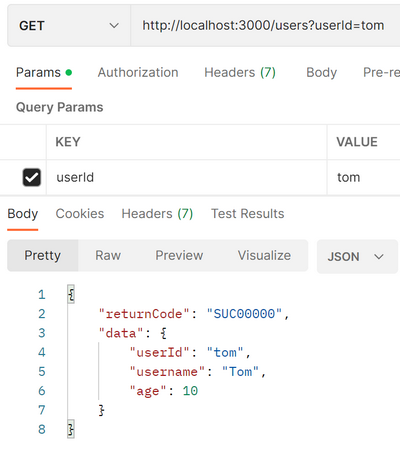 GET http://localhost:3000/users?userId=tom
Params Authorization Headers (7) Body Pre-re
Query Params
KEY VALUE
userId tom
Body Cookies Headers (7) Test Results
Pretty Raw Preview Visualize JSON
1 {
2 "returnCode": "SUC00000",
3 "data": {
4 "userId": "tom",
5 "username": "Tom",
6 "age": 10
7 }
8 }